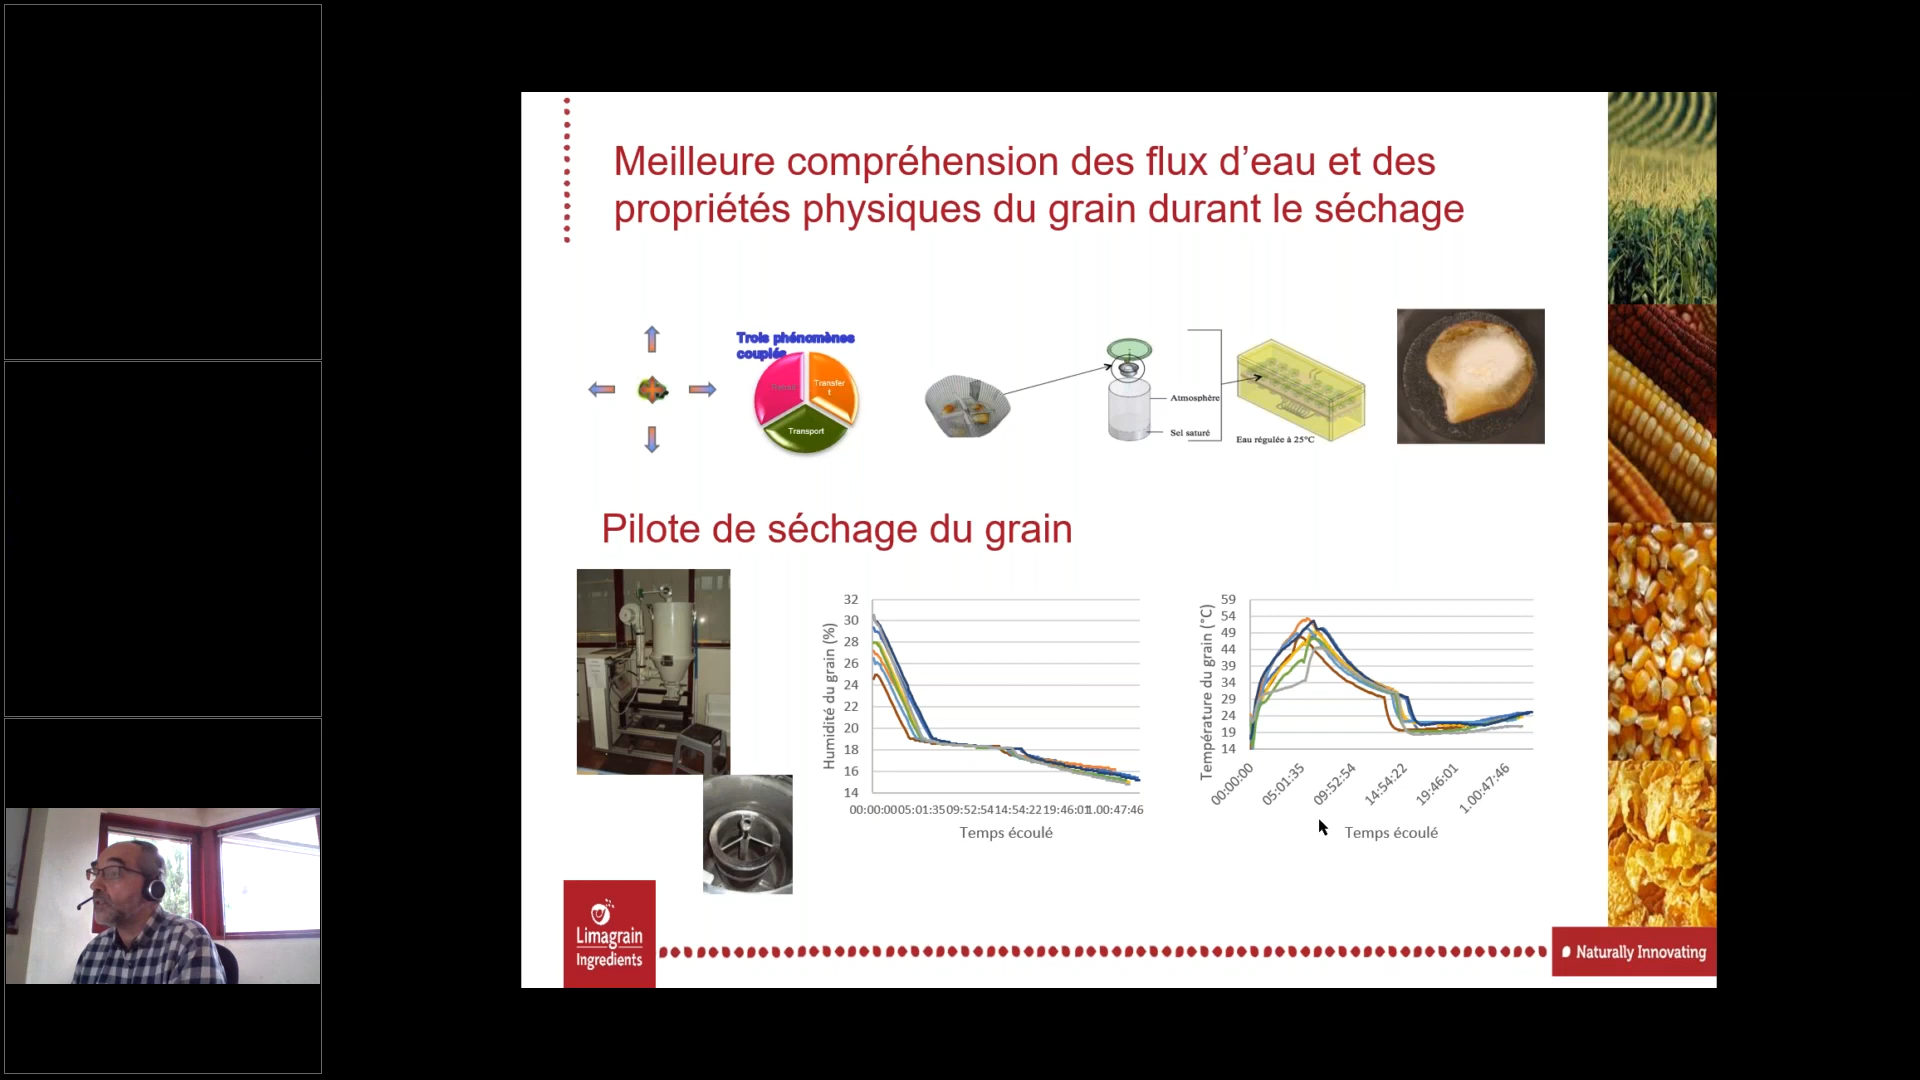 Meilleure compréhension des flux d’eau et des
propriétés physiques du grain durant le séchage
Trois phénomènes
couplés
Retrait
Transfer
t
Transport
Atmosphère
Sel saturé
Eau régulée à 25°C
Pilote de séchage du grain
Humidité du grain (%)
32
30
28
26
24
22
20
18
16
14
00:00:00 05:01:35 09:52:54 14:54:22 19:46:01 1.00:47:46
Temps écoulé
Température du grain (°C)
59
54
49
44
39
34
29
24
19
14
00:00:00 05:01:35 09:52:54 14:54:22 19:46:01 1.00:47:46
Temps écoulé
Limagrain
Ingredients
Naturally Innovating